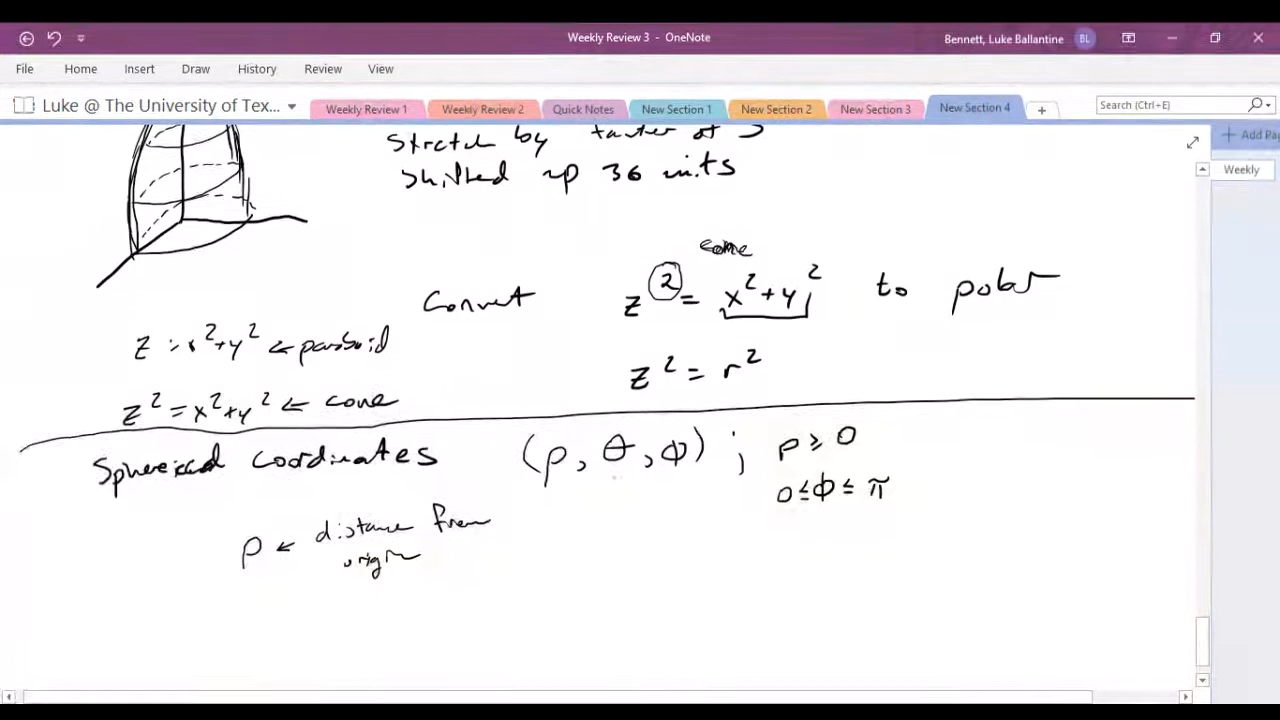 Weekly Review 3 - OneNote
Bennett, Luke Ballantine BL
File Home Insert Draw History Review View
Luke @ The University of Tex... Weekly Review 1 Weekly Review 2 Quick Notes New Section 1 New Section 2 New Section 3 New Section 4 + Search (Ctrl+E)
+ Add Pa
Weekly
Stretch by factor of 3
shifted up 36 units
cone
Convert z² = x²+y² to polar
z = x²+y² ← paraboloid
z² = r²
z² = x²+y² ← cone
Spherical coordinates (ρ, θ, φ) ; ρ ≥ 0
0 ≤ φ ≤ π
ρ ← distance from
origin